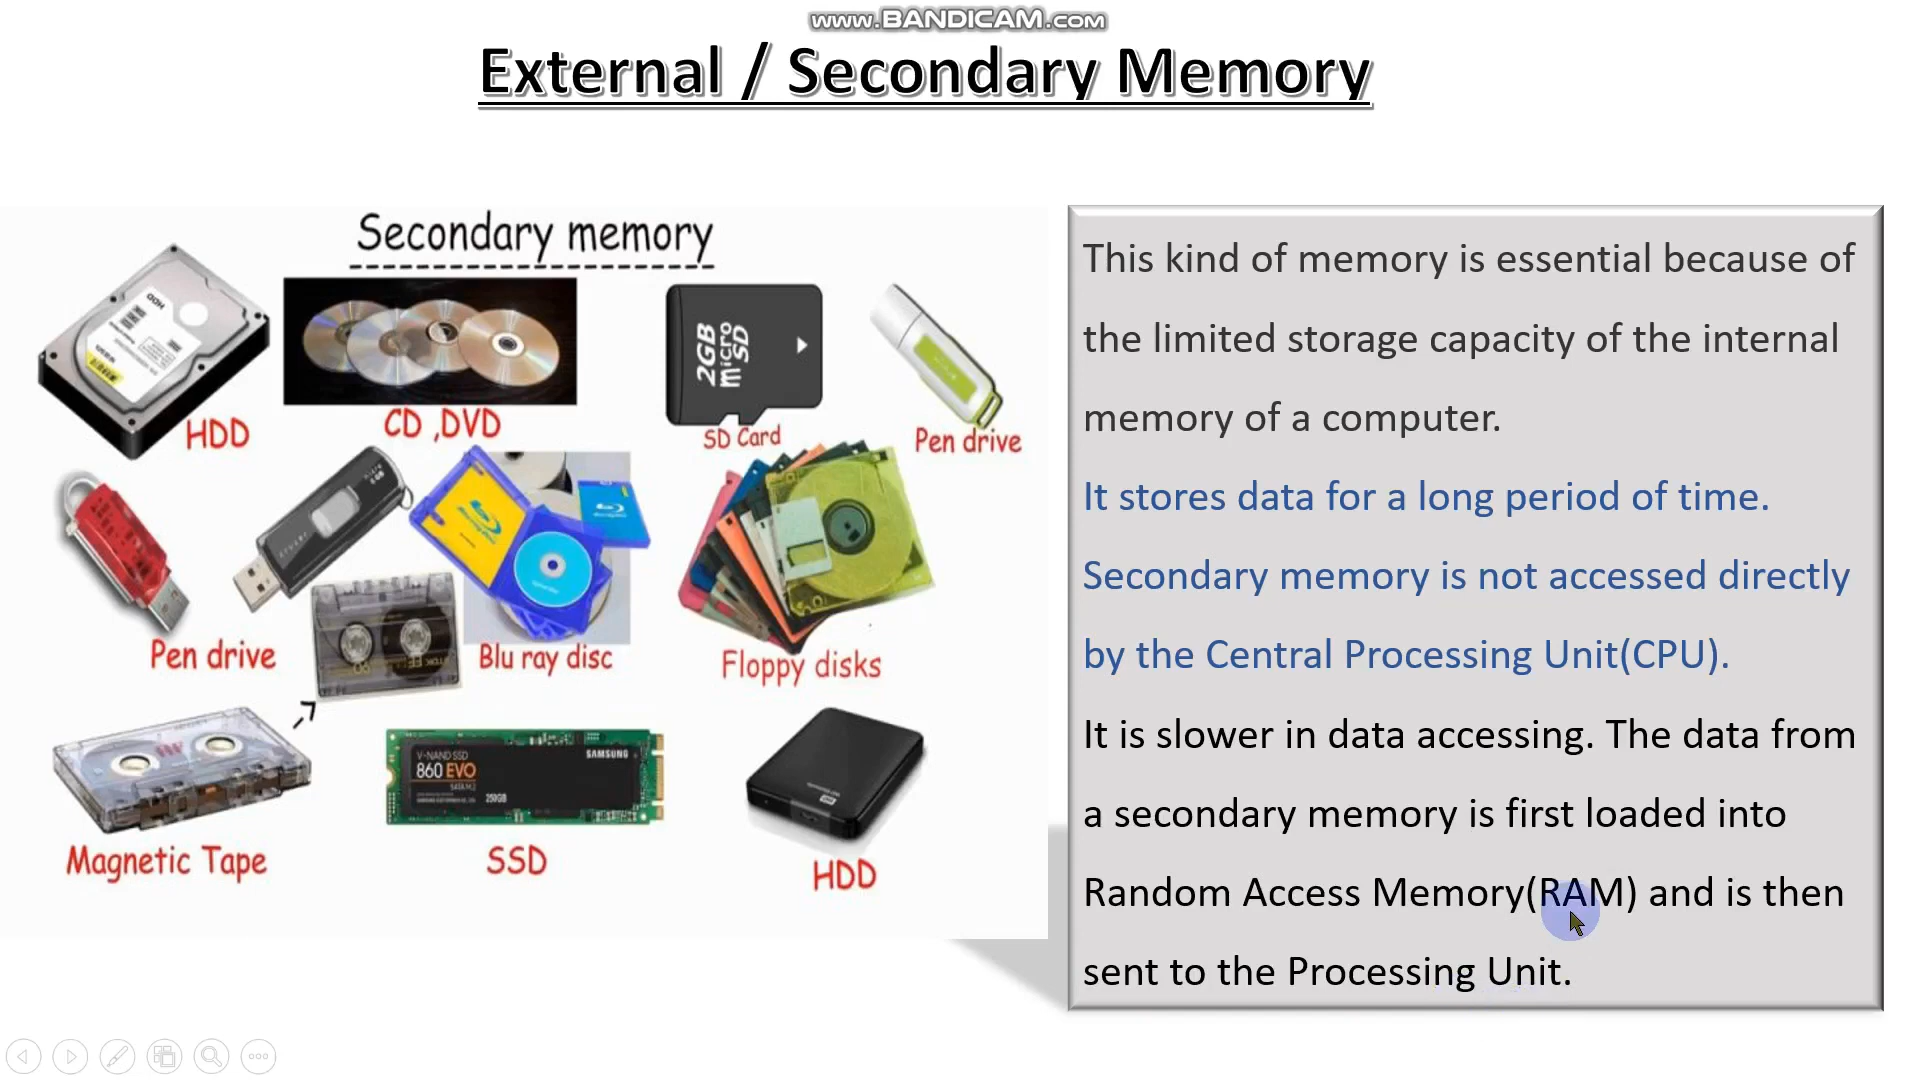 www.BANDICAM.com
External / Secondary Memory
Secondary memory
HDD
2GB
micro
SD
HDD
CD ,DVD
SD Card
Pen drive
Pen drive
Blu ray disc
Floppy disks
V-NAND SSD
SAMSUNG
860 EVO
250GB
Magnetic Tape
SSD
HDD
This kind of memory is essential because of
the limited storage capacity of the internal
memory of a computer.
It stores data for a long period of time.
Secondary memory is not accessed directly
by the Central Processing Unit(CPU).
It is slower in data accessing. The data from
a secondary memory is first loaded into
Random Access Memory(RAM) and is then
sent to the Processing Unit.